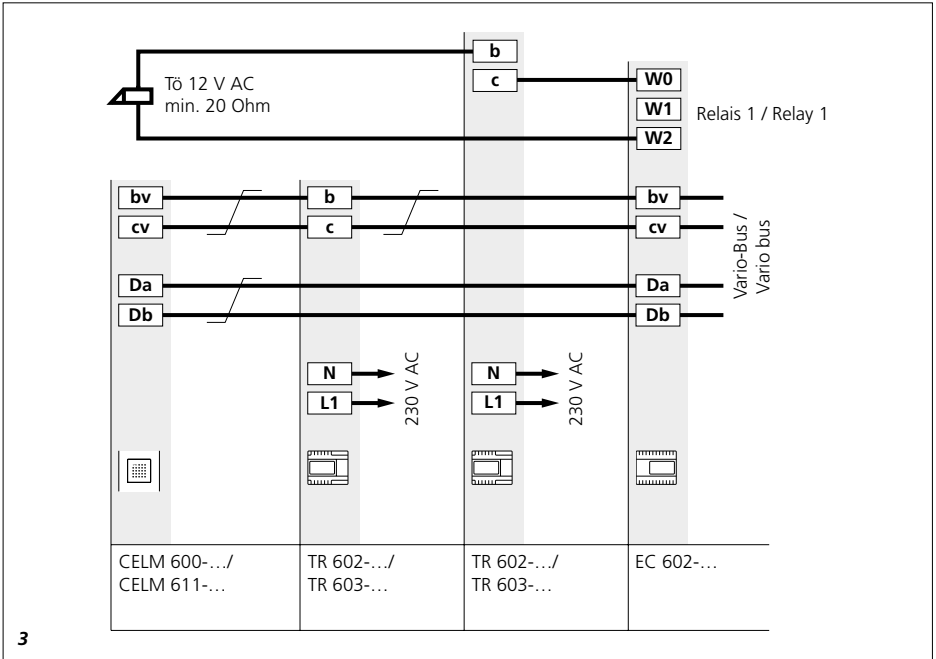 b
Tö 12 V AC
min. 20 Ohm
c
W0
W1
Relais 1 / Relay 1
W2
bv
b
bv
cv
c
cv
Vario-Bus /
Vario bus
Da
Da
Db
Db
N
N
230 V AC
230 V AC
L1
L1
CELM 600-…/
CELM 611-…
TR 602-…/
TR 603-…
TR 602-…/
TR 603-…
EC 602-…
3